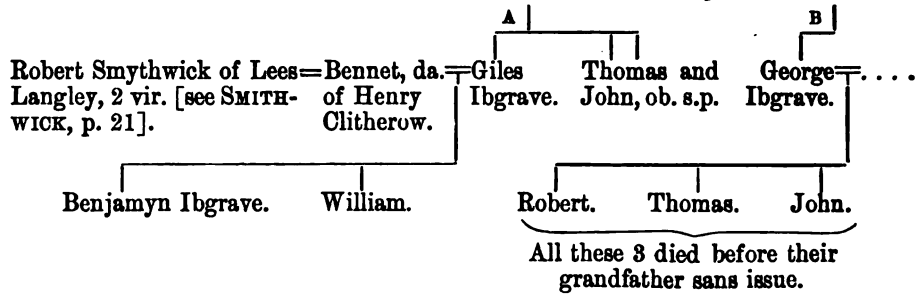 A B
Robert Smythwick of Lees=Bennet, da.=Giles Thomas and George=....
Langley, 2 vir. [see SMITH- of Henry Ibgrave. John, ob. s.p. Ibgrave.
WICK, p. 21]. Clitherow.
Benjamyn Ibgrave. William. Robert. Thomas. John.
All these 3 died before their
grandfather sans issue.